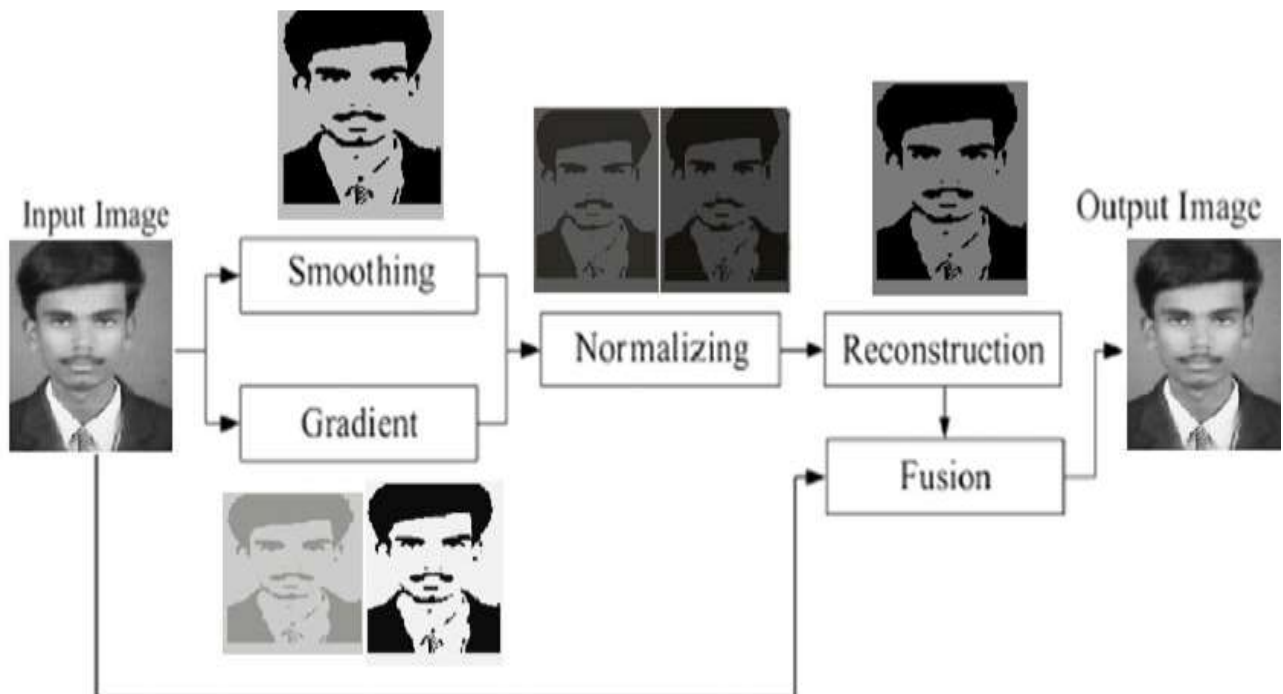 Input Image
Smoothing
Gradient
Normalizing
Reconstruction
Fusion
Output Image